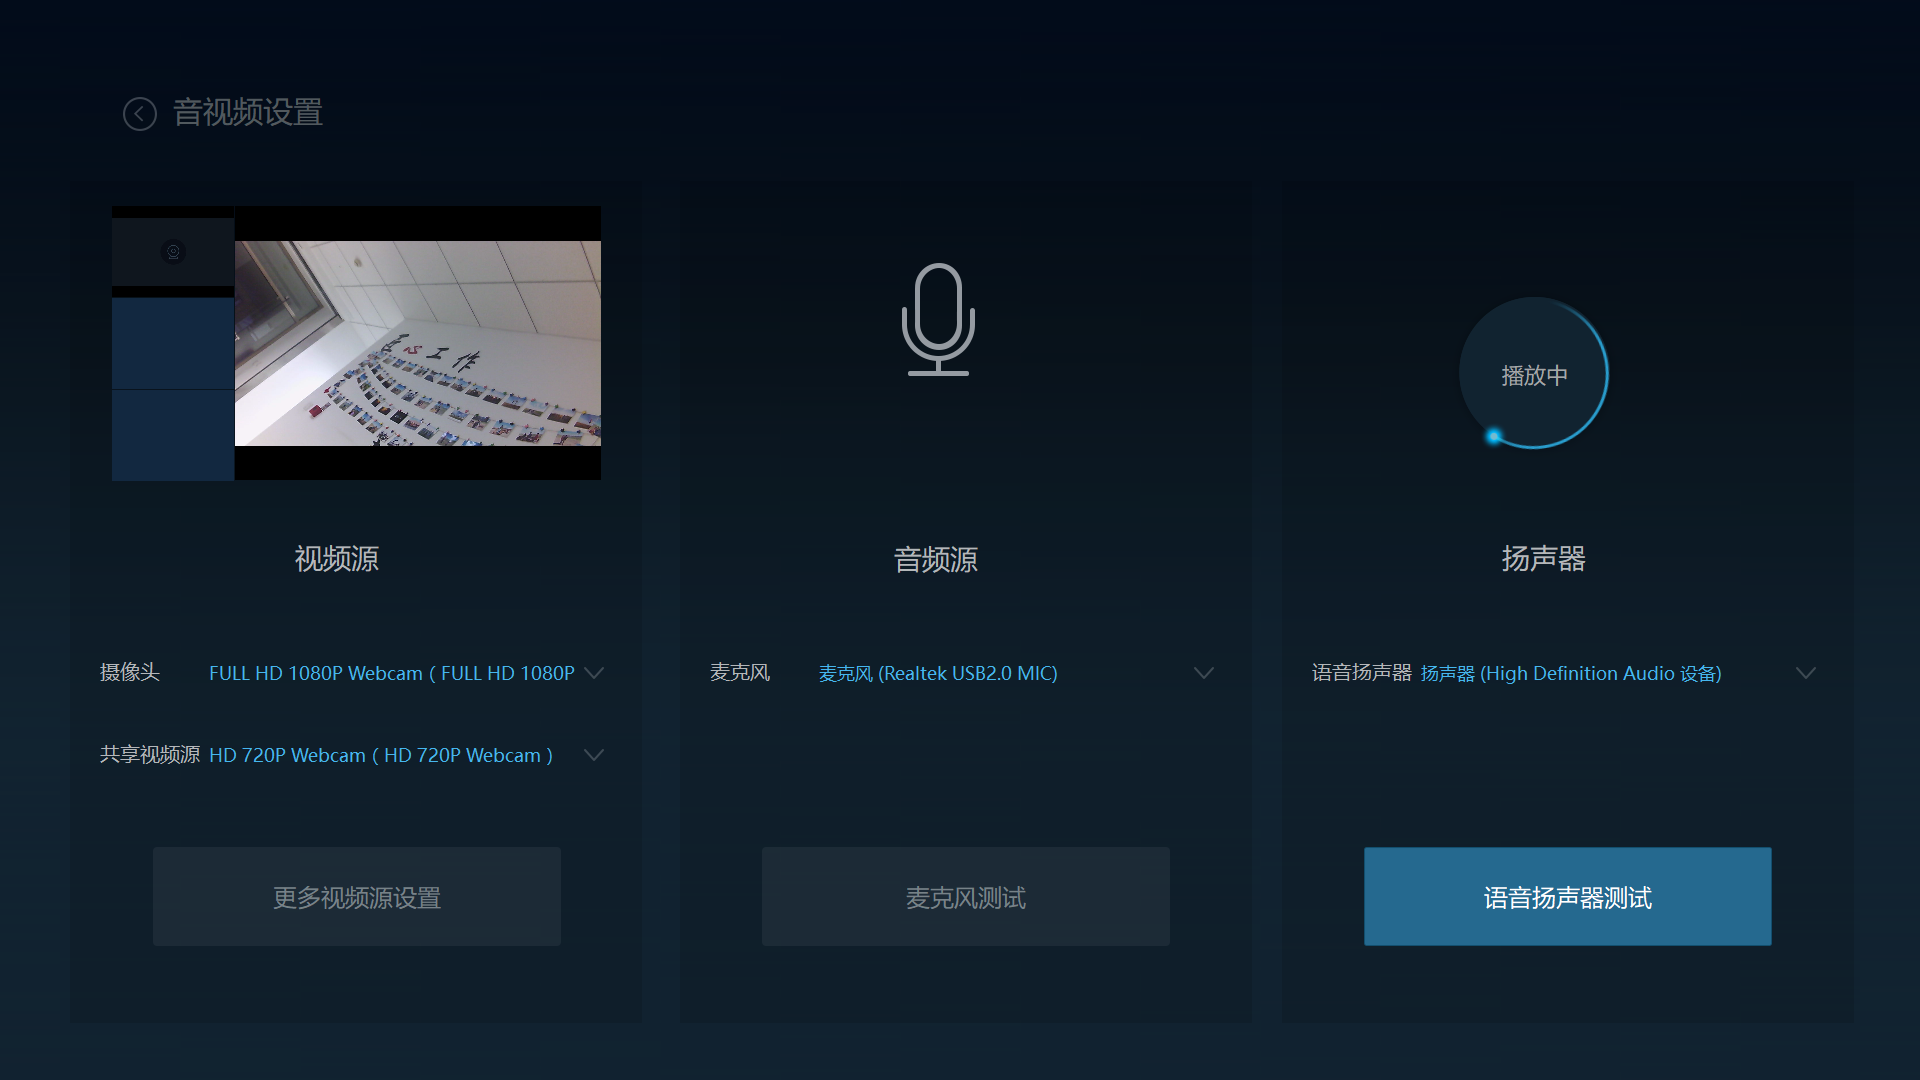 音视频设置
工作
视频源
摄像头 FULL HD 1080P Webcam ( FULL HD 1080P
共享视频源 HD 720P Webcam ( HD 720P Webcam )
更多视频源设置
音频源
麦克风 麦克风 (Realtek USB2.0 MIC)
麦克风测试
播放中
扬声器
语音扬声器 扬声器 (High Definition Audio 设备)
语音扬声器测试